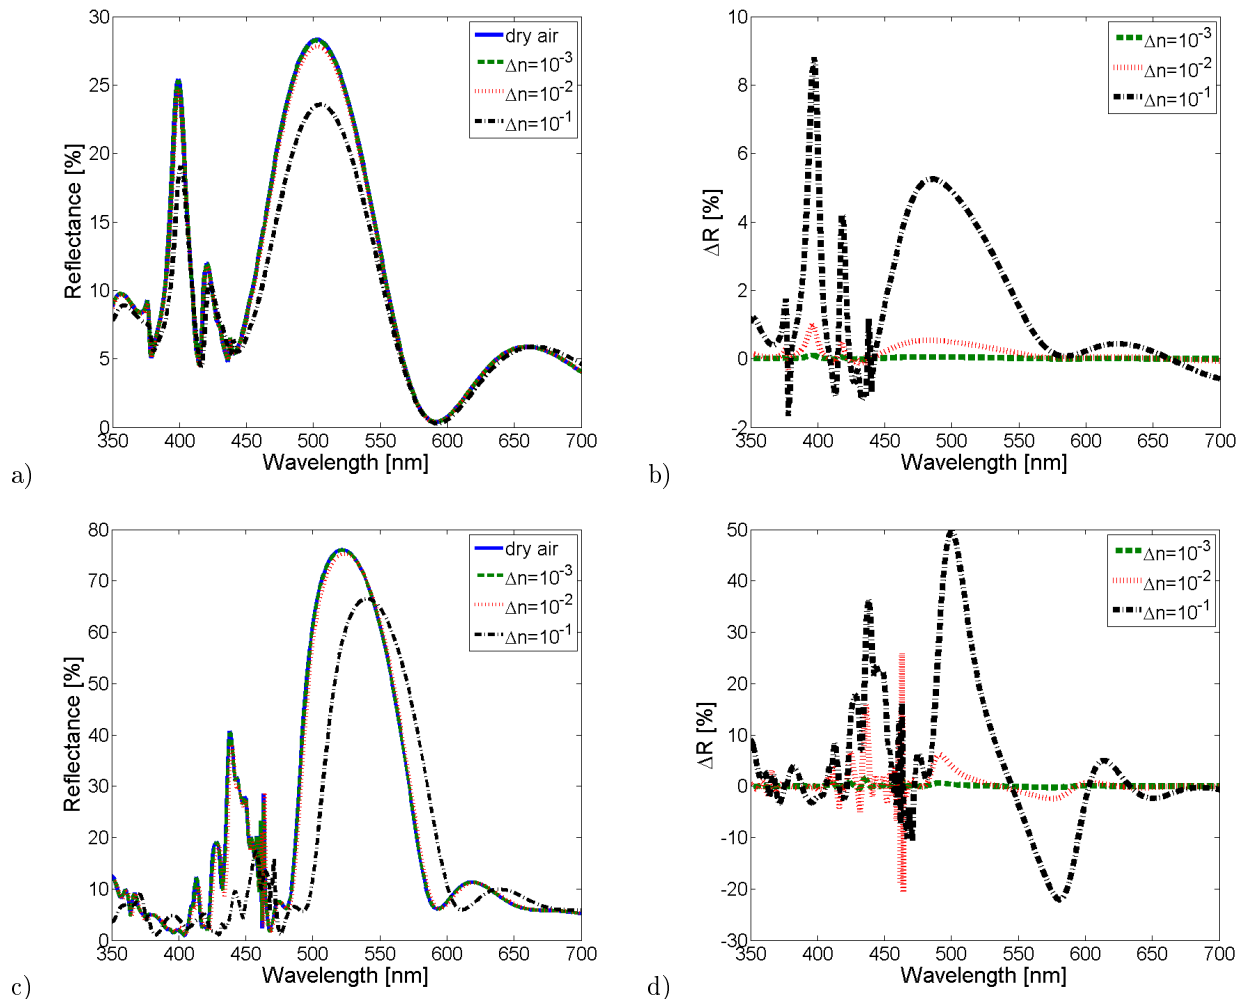 30
25
20
15
10
5
0
Reflectance [%]
350 400 450 500 550 600 650 700
Wavelength [nm]
dry air
Δn=10⁻³
Δn=10⁻²
Δn=10⁻¹
a)
10
8
6
4
2
0
-2
ΔR [%]
350 400 450 500 550 600 650 700
Wavelength [nm]
Δn=10⁻³
Δn=10⁻²
Δn=10⁻¹
b)
80
70
60
50
40
30
20
10
0
Reflectance [%]
350 400 450 500 550 600 650 700
Wavelength [nm]
dry air
Δn=10⁻³
Δn=10⁻²
Δn=10⁻¹
c)
50
40
30
20
10
0
-10
-20
-30
ΔR [%]
350 400 450 500 550 600 650 700
Wavelength [nm]
Δn=10⁻³
Δn=10⁻²
Δn=10⁻¹
d)